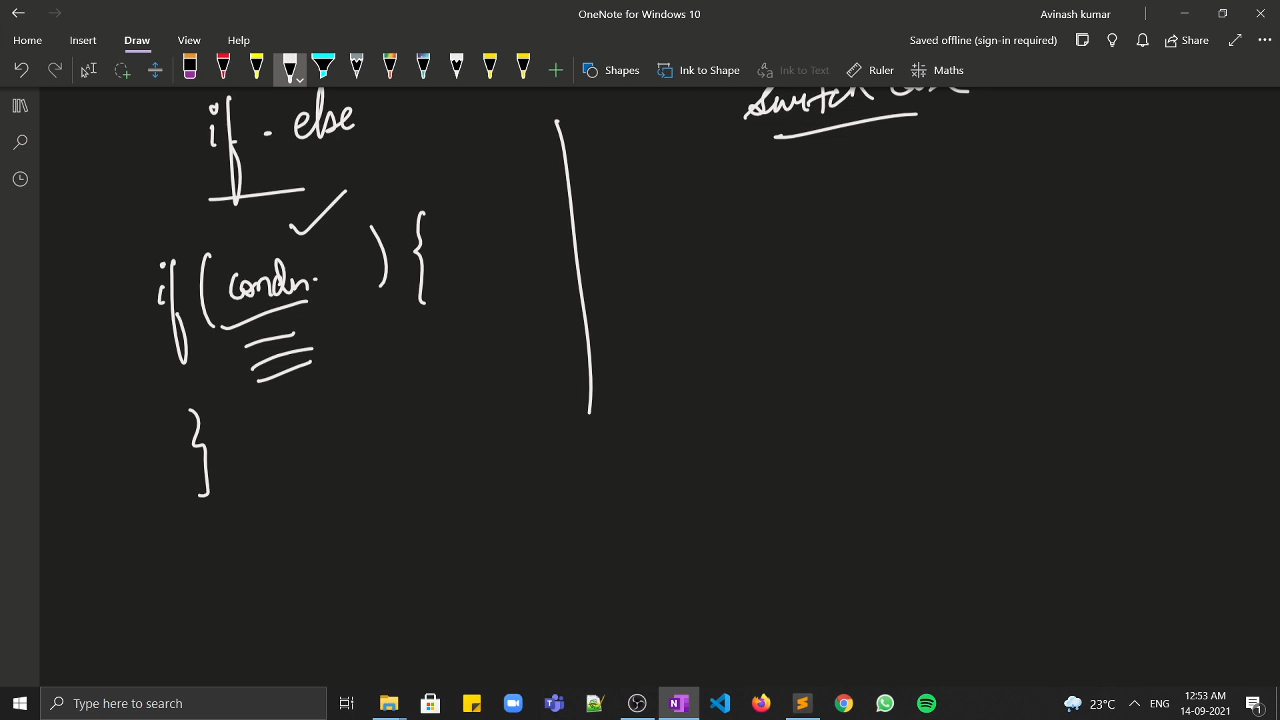 OneNote for Windows 10
Avinash kumar
Home Insert Draw View Help
Saved offline (sign-in required)
Share
Shapes
Ink to Shape
Ink to Text
Ruler
Maths
if - else
switch case
if ( condn. ) {
}
Type here to search
23°C
ENG
12:53 AM
14-09-2021